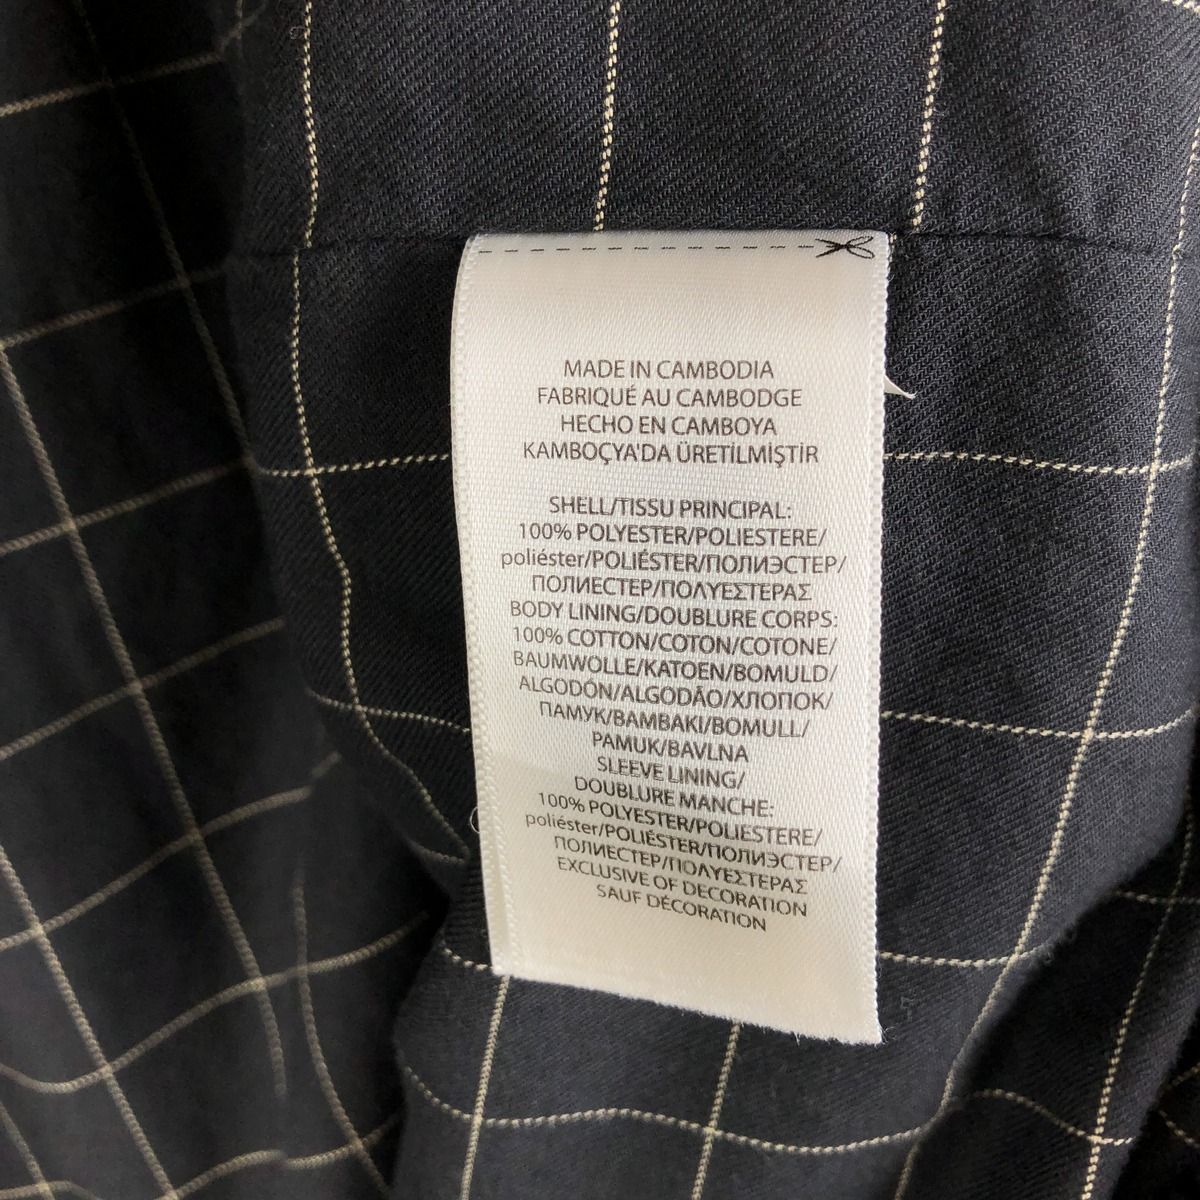 MADE IN CAMBODIA
FABRIQUÉ AU CAMBODGE
HECHO EN CAMBOYA
KAMBOÇYA'DA ÜRETILMİŞTİR
SHELL/TISSU PRINCIPAL:
100% POLYESTER/POLIESTERE/
poliéster/POLIÉSTER/ПОЛИЭСТЕР/
ПОЛИЕСТЕР/ΠΟΛΥΕΣΤΕΡΑΣ
BODY LINING/DOUBLURE CORPS:
100% COTTON/COTON/COTONE/
BAUMWOLLE/KATOEN/BOMULD/
ALGODÓN/ALGODÃO/ХЛОПОК/
ПАМУК/ΒΑΜΒΑΚΙ/BOMULL/
PAMUK/BAVLNA
SLEEVE LINING/
DOUBLURE MANCHE:
100% POLYESTER/POLIESTERE/
poliéster/POLIÉSTER/ПОЛИЭСТЕР/
ПОЛИЕСТЕР/ΠΟΛΥΕΣΤΕΡΑΣ
EXCLUSIVE OF DECORATION
SAUF DÉCORATION